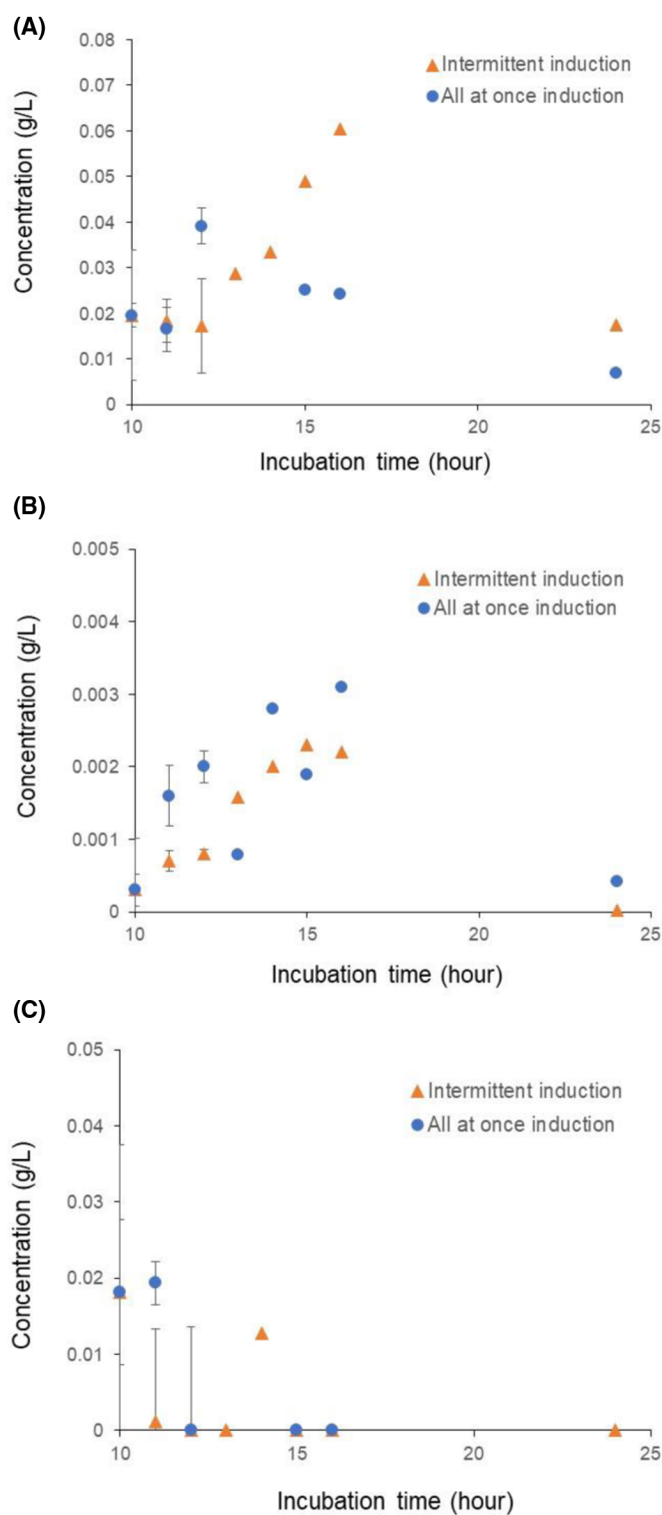 (A)
0.08
Intermittent induction
0.07
All at once induction
0.06
0.05
0.04
0.03
0.02
0.01
0
10 15 20 25
Concentration (g/L)
Incubation time (hour)
(B)
0.005
Intermittent induction
All at once induction
0.004
0.003
0.002
0.001
0
10 15 20 25
Concentration (g/L)
Incubation time (hour)
(C)
0.05
Intermittent induction
All at once induction
0.04
0.03
0.02
0.01
0
10 15 20 25
Concentration (g/L)
Incubation time (hour)